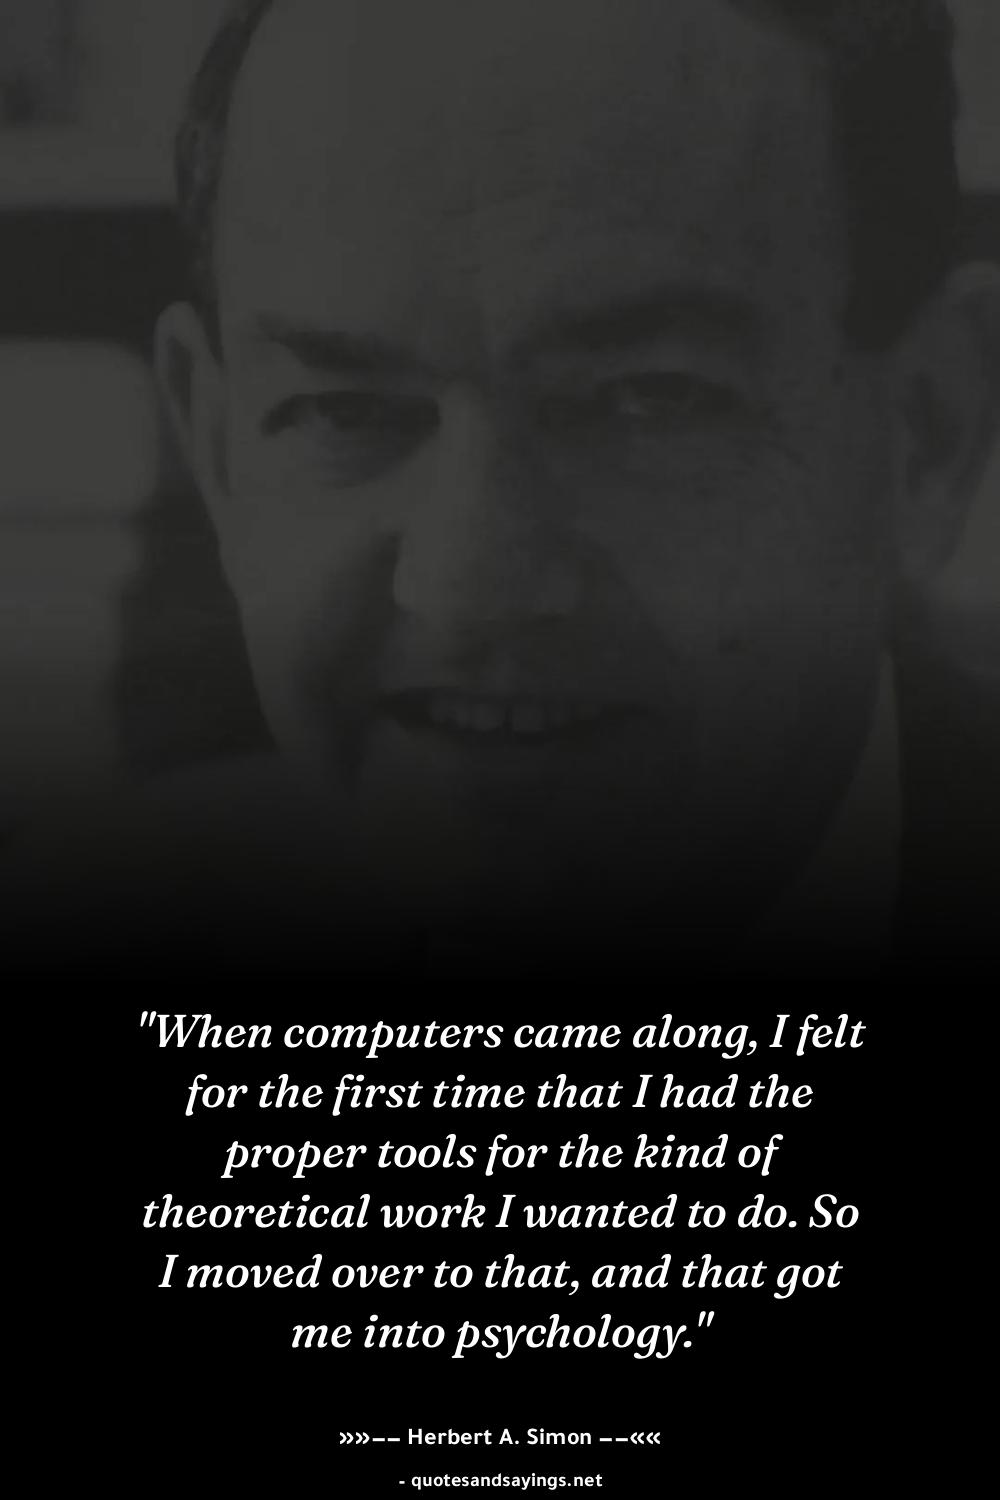 "When computers came along, I felt
for the first time that I had the
proper tools for the kind of
theoretical work I wanted to do. So
I moved over to that, and that got
me into psychology."
»»−− Herbert A. Simon −−««
- quotesandsayings.net